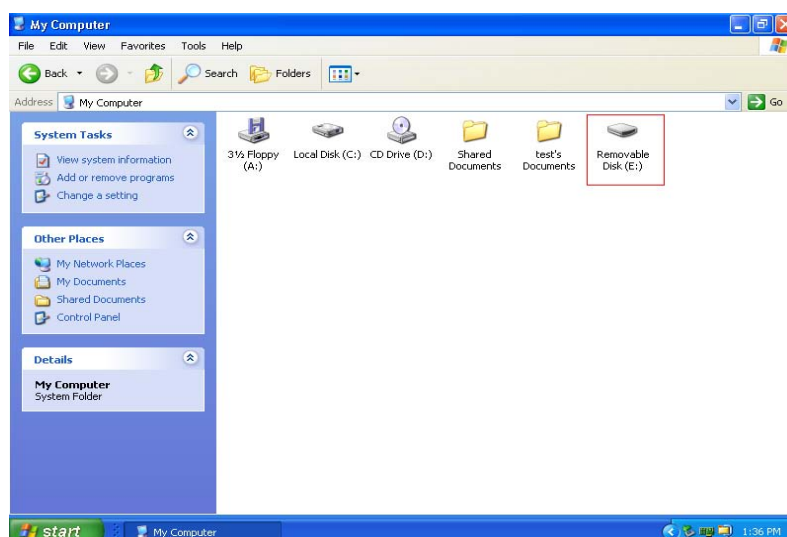 My Computer
File Edit View Favorites Tools Help
Back Search Folders
Address My Computer Go
System Tasks
View system information
Add or remove programs
Change a setting
Other Places
My Network Places
My Documents
Shared Documents
Control Panel
Details
My Computer
System Folder
3½ Floppy (A:)
Local Disk (C:)
CD Drive (D:)
Shared Documents
test's Documents
Removable Disk (E:)
start My Computer 1:36 PM